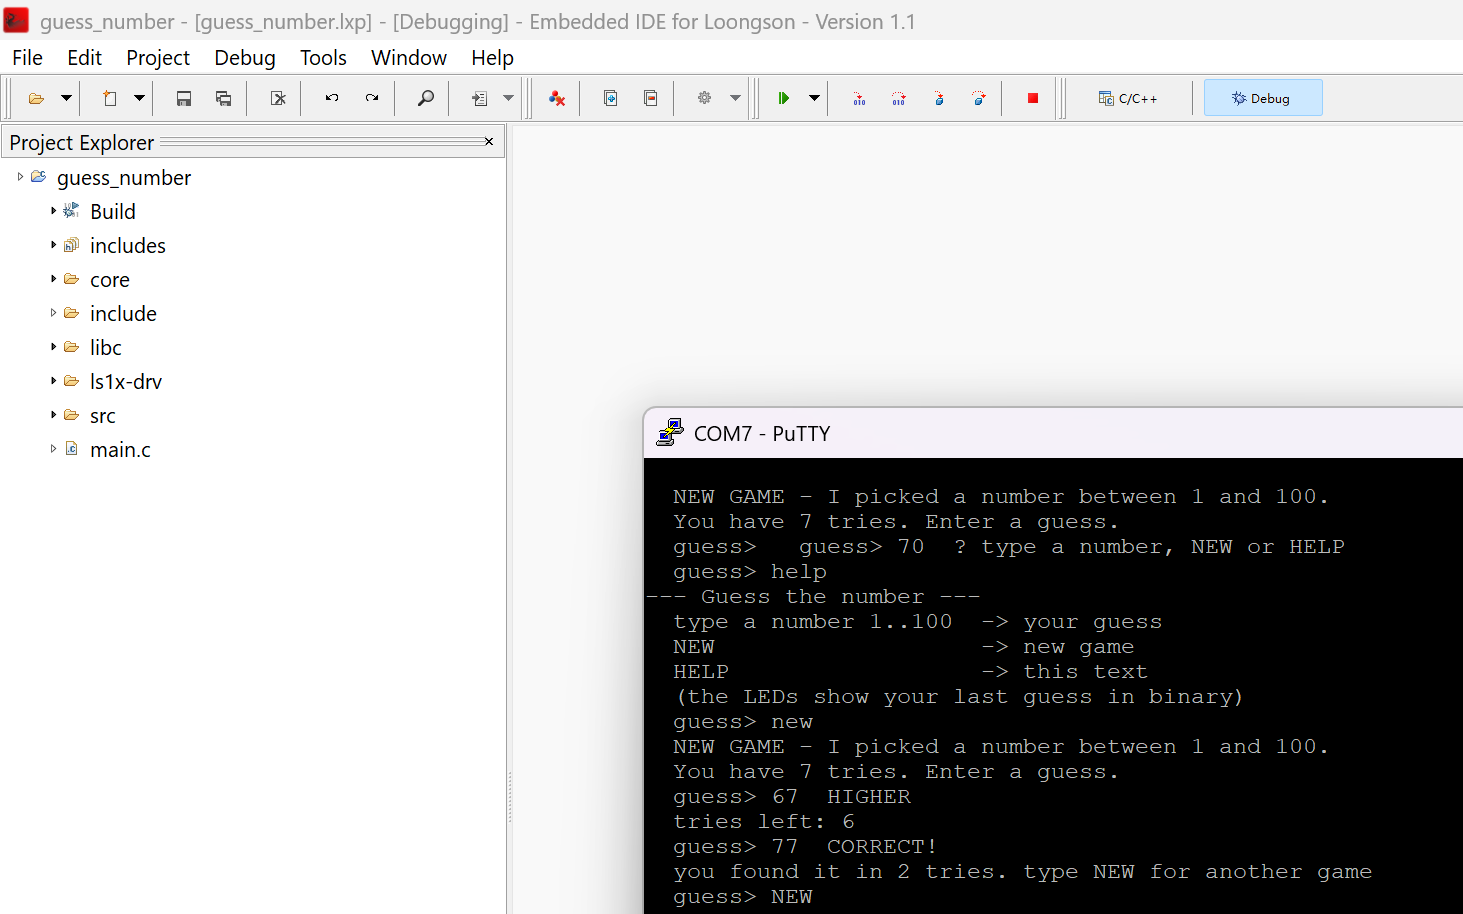 guess_number - [guess_number.lxp] - [Debugging] - Embedded IDE for Loongson - Version 1.1
File Edit Project Debug Tools Window Help
C/C++ Debug
Project Explorer
guess_number
Build
includes
core
include
libc
ls1x-drv
src
main.c
COM7 - PuTTY
NEW GAME - I picked a number between 1 and 100.
You have 7 tries. Enter a guess.
guess>   guess> 70  ? type a number, NEW or HELP
guess> help
--- Guess the number ---
type a number 1..100  -> your guess
NEW                   -> new game
HELP                  -> this text
(the LEDs show your last guess in binary)
guess> new
NEW GAME - I picked a number between 1 and 100.
You have 7 tries. Enter a guess.
guess> 67  HIGHER
tries left: 6
guess> 77  CORRECT!
you found it in 2 tries. type NEW for another game
guess> NEW